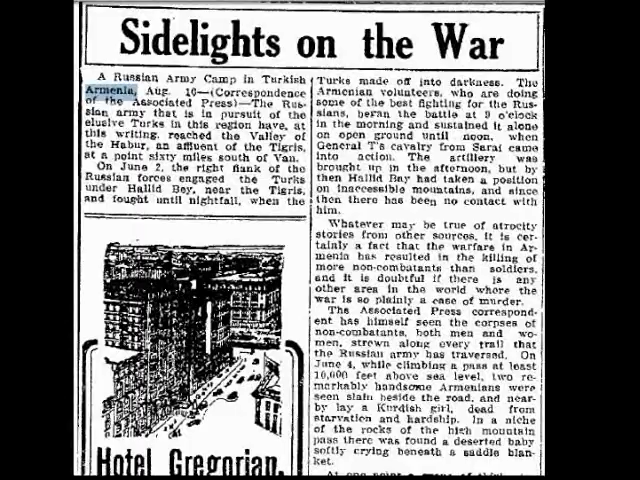 Sidelights on the War
A Russian Army Camp in Turkish
Armenia, Aug. 10—(Correspondence
of the Associated Press)—The Rus-
sian army that is in pursuit of the
elusive Turks in this region have, at
this writing, reached the Valley of
the Habur, an affluent of the Tigris,
at a point sixty miles south of Van.
On June 2, the right flank of the
Russian forces engaged the Turks
under Hallid Bey, near the Tigris,
and fought until nightfall, when the
Hotel Gregorian,
Turks made off into darkness. The
Armenian volunteers, who are doing
some of the best fighting for the Rus-
sians, beran the battle at 9 o'clock
in the morning and sustained it alone
on open ground until noon, when
General T's cavalry from Sarai came
into action. The artillery was
brought up in the afternoon, but by
then Hallid Bay had taken a position
on inaccessible mountains, and since
then there has been no contact with
him.
Whatever may be true of atrocity
stories from other sources, it is cer-
tainly a fact that the warfare in Ar-
menia has resulted in the killing of
more non-combatants than soldiers,
and it is doubtful if there is any
other area in the world where the
war is so plainly a case of murder.
The Associated Press correspond-
ent has himself seen the corpses of
non-combatants, both men and wo-
men, strewn along every trail that
the Russian army has traversed. On
June 4, while climbing a pass at least
10,000 feet above sea level, two re-
markably handsome Armenians were
seen slain beside the road, and near-
by lay a Kurdish girl, dead from
starvation and hardship. In a niche
of the rocks of the high mountain
pass there was found a deserted baby
softly crying beneath a saddle blan-
ket.